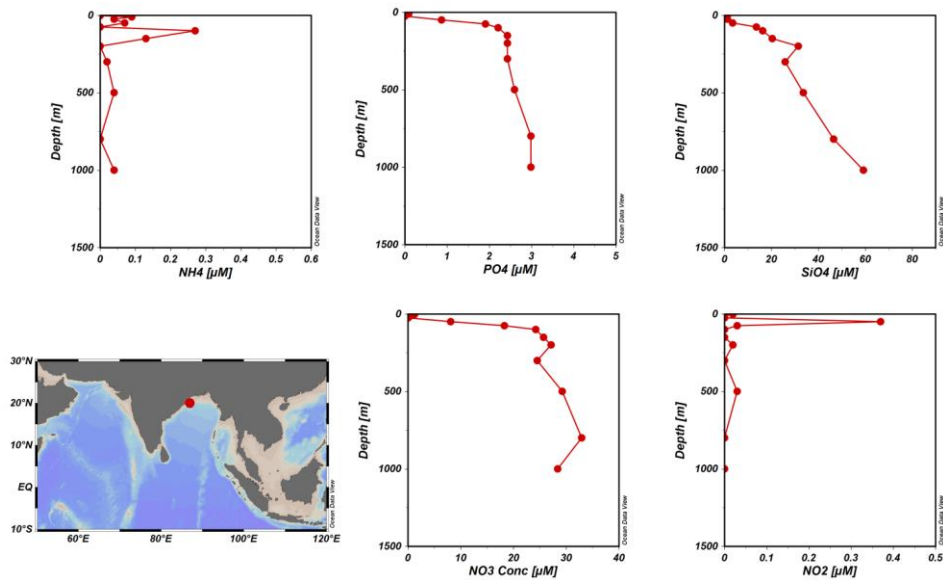 0
500
1000
1500
Depth [m]
0
0.1
0.2
0.3
0.4
0.5
0.6
NH4 [µM]
Ocean Data View
0
500
1000
1500
Depth [m]
0
1
2
3
4
5
PO4 [µM]
Ocean Data View
0
500
1000
1500
Depth [m]
0
20
40
60
80
SiO4 [µM]
Ocean Data View
30°N
20°N
10°N
EQ
10°S
60°E
80°E
100°E
120°E
Ocean Data View
0
500
1000
1500
Depth [m]
0
10
20
30
40
NO3 Conc [µM]
Ocean Data View
0
500
1000
1500
Depth [m]
0
0.1
0.2
0.3
0.4
0.5
NO2 [µM]
Ocean Data View